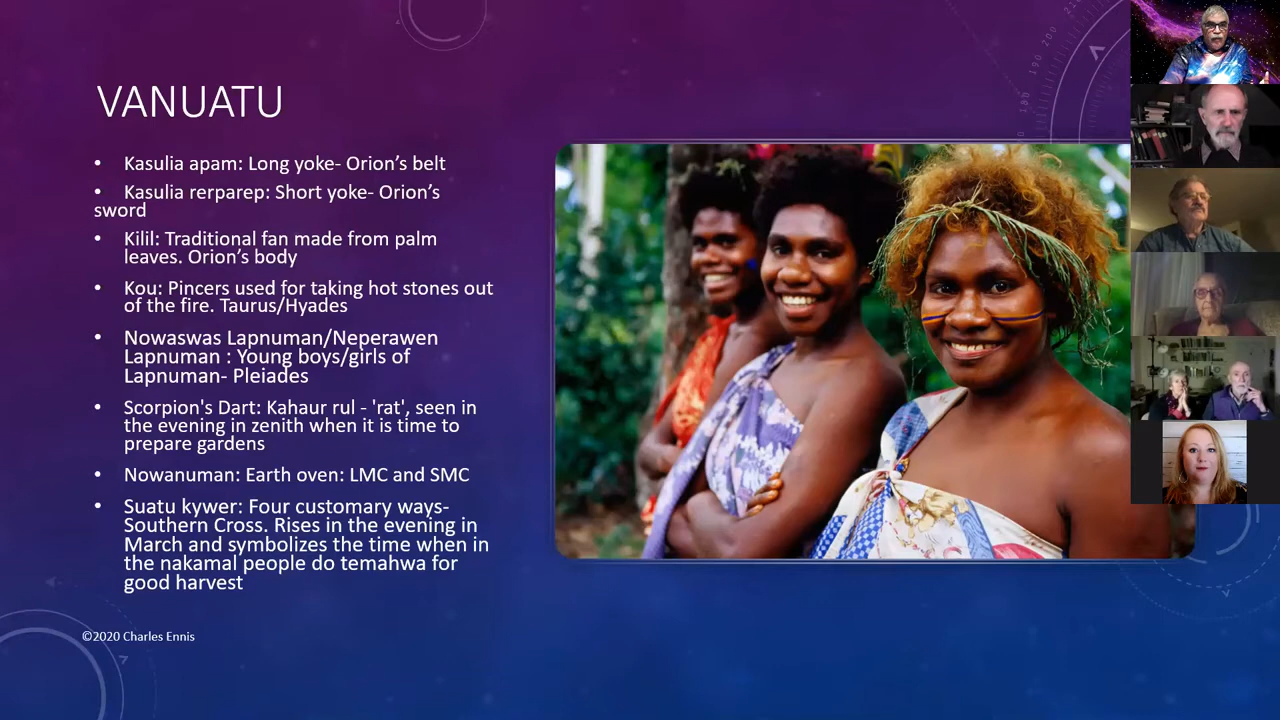 VANUATU
• Kasulia apam: Long yoke- Orion’s belt
• Kasulia rerparep: Short yoke- Orion’s
sword
• Kilil: Traditional fan made from palm
leaves. Orion’s body
• Kou: Pincers used for taking hot stones out
of the fire. Taurus/Hyades
• Nowaswas Lapnuman/Neperawen
Lapnuman : Young boys/girls of
Lapnuman- Pleiades
• Scorpion's Dart: Kahaur rul - 'rat', seen in
the evening in zenith when it is time to
prepare gardens
• Nowanuman: Earth oven: LMC and SMC
• Suatu kywer: Four customary ways-
Southern Cross. Rises in the evening in
March and symbolizes the time when in
the nakamal people do temahwa for
good harvest
©2020 Charles Ennis
190 200